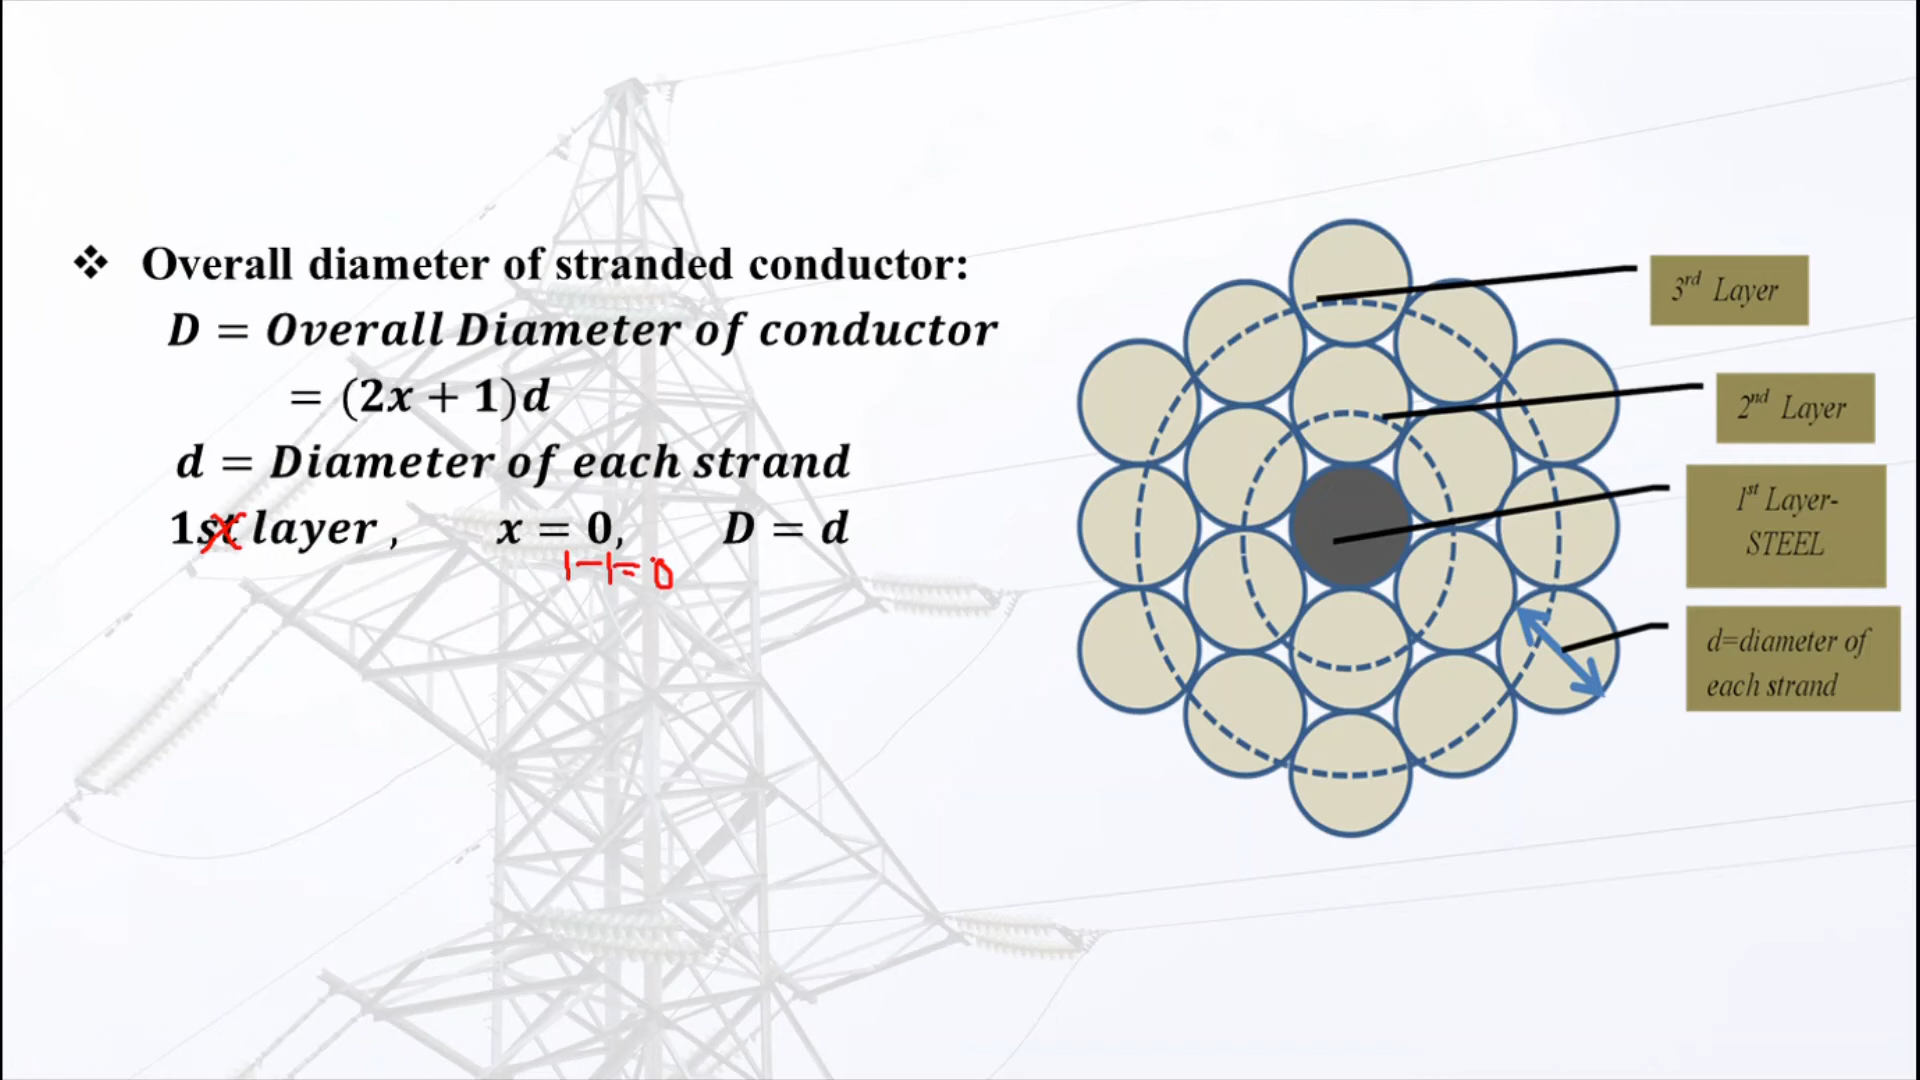 ❖ Overall diameter of stranded conductor:
D = Overall Diameter of conductor
= (2x + 1)d
d = Diameter of each strand
1st layer , x = 0, D = d
1-1=0
3rd Layer
2nd Layer
1st Layer-
STEEL
d=diameter of
each strand